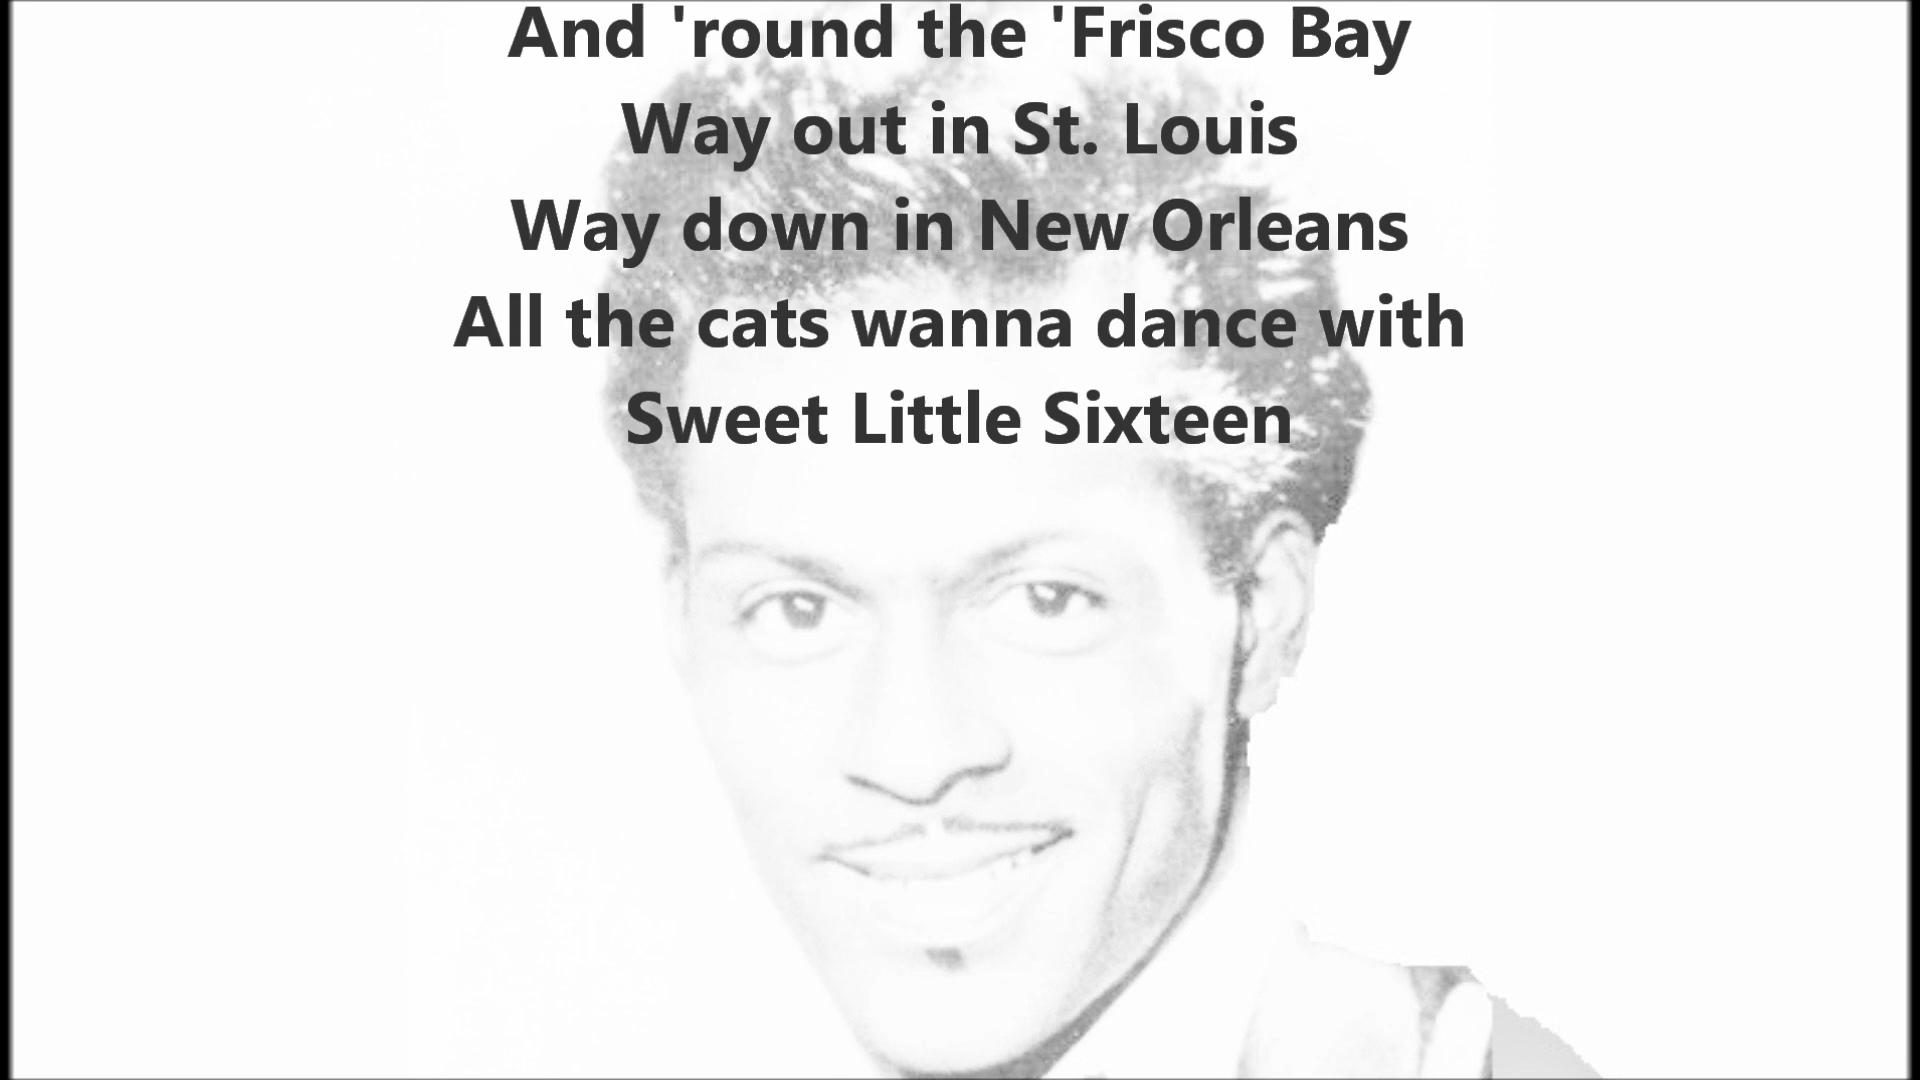 And 'round the 'Frisco Bay
Way out in St. Louis
Way down in New Orleans
All the cats wanna dance with
Sweet Little Sixteen